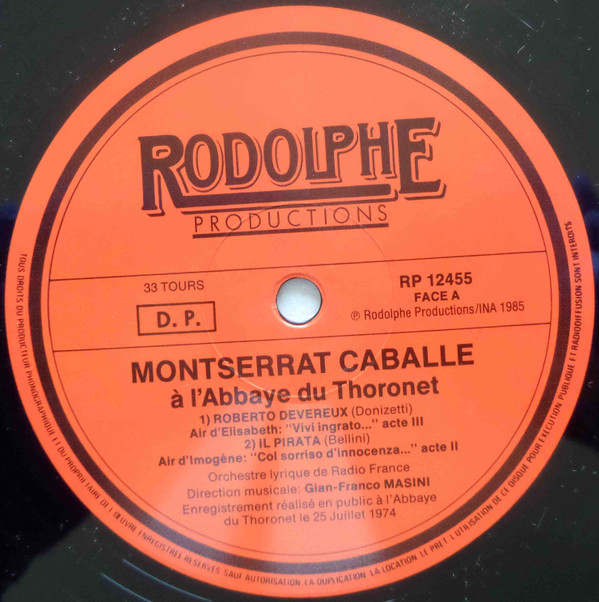 RODOLPHE
PRODUCTIONS
33 TOURS
D. P.
RP 12455
FACE A
℗ Rodolphe Productions/INA 1985
MONTSERRAT CABALLE
à l'Abbaye du Thoronet
1) ROBERTO DEVEREUX (Donizetti)
Air d'Elisabeth: "Vivi ingrato..." acte III
2) IL PIRATA (Bellini)
Air d'Imogène: "Col sorriso d'innocenza..." acte II
Orchestre lyrique de Radio France
Direction musicale: Gian-Franco MASINI
Enregistrement réalisé en public à l'Abbaye
du Thoronet le 25 Juillet 1974
TOUS DROITS DU PRODUCTEUR PHONOGRAPHIQUE ET DU PROPRIETAIRE DE L'ŒUVRE ENREGISTREE RESERVES SAUF AUTORISATION, LA DUPLICATION, LA LOCATION, LE PRET, L'UTILISATION DE CE DISQUE POUR EXECUTION PUBLIQUE ET RADIODIFFUSION SONT INTERDITS